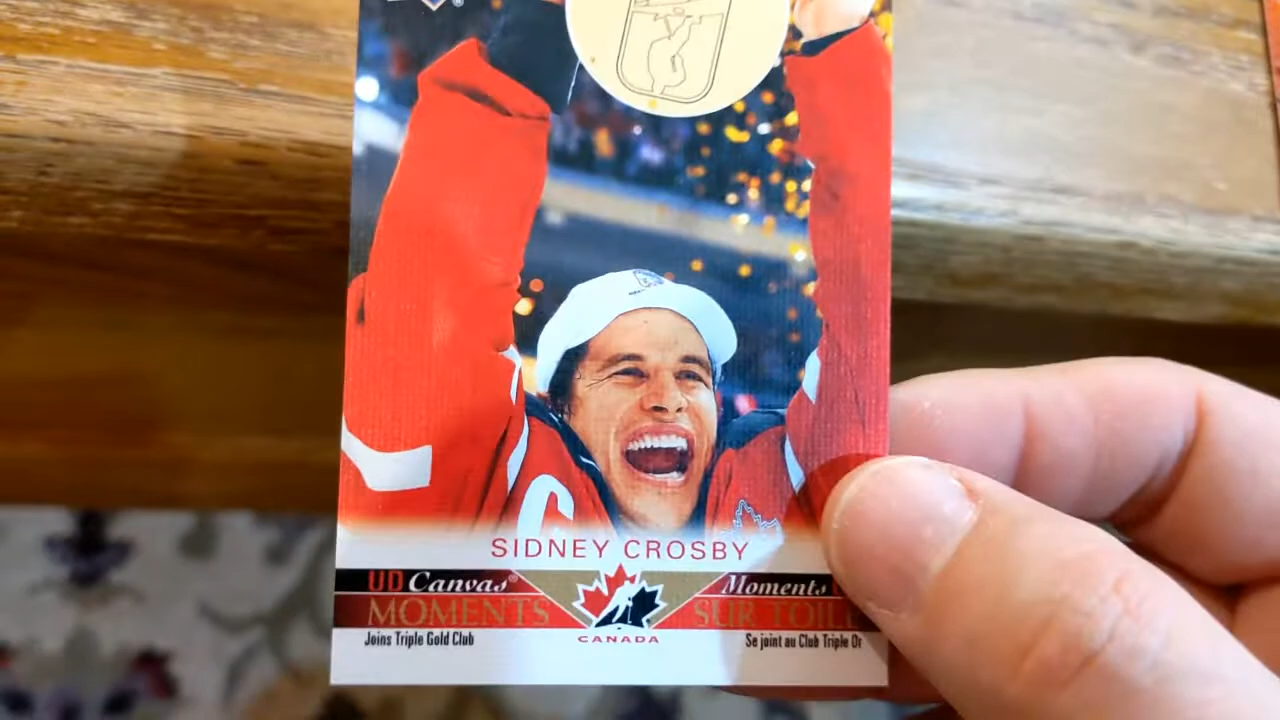 C
SIDNEY CROSBY
UD Canvas® Moments
MOMENTS SUR TOILE
CANADA
Joins Triple Gold Club Se joint au Club Triple Or